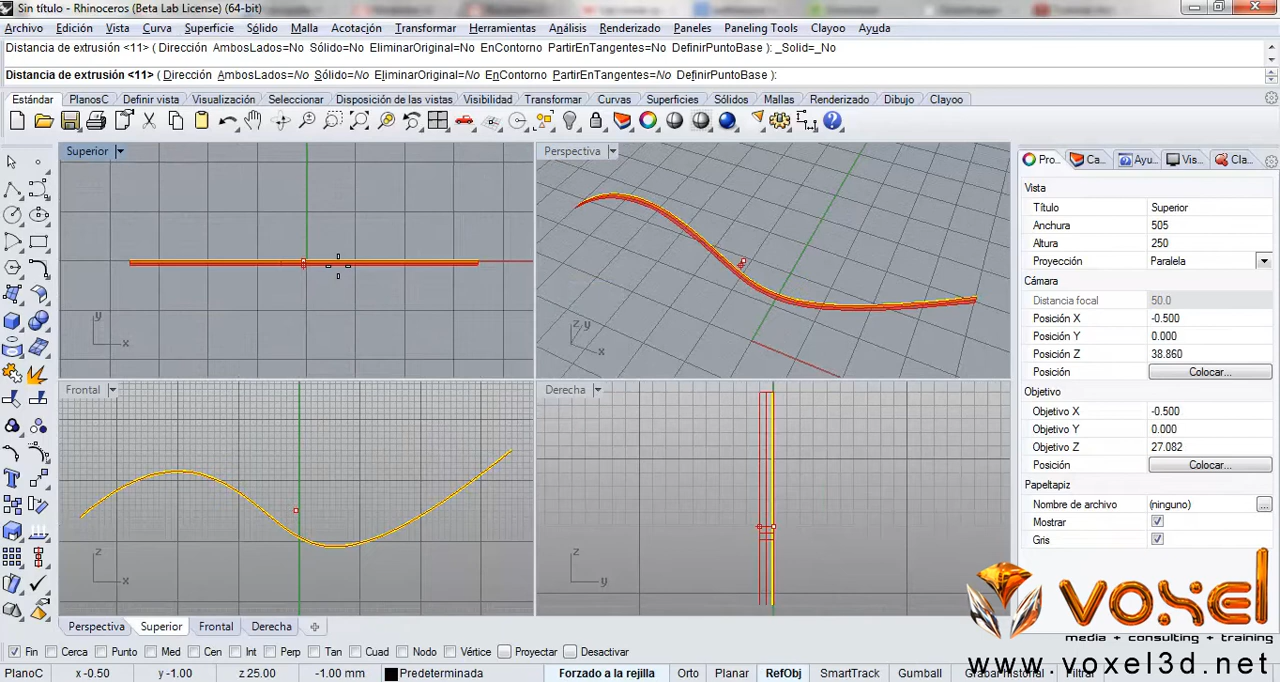 Sin título - Rhinoceros (Beta Lab License) (64-bit)
Archivo Edición Vista Curva Superficie Sólido Malla Acotación Transformar Herramientas Análisis Renderizado Paneles Paneling Tools Clayoo Ayuda
Distancia de extrusión <11> ( Dirección AmbosLados=No Sólido=No EliminarOriginal=No EnContorno PartirEnTangentes=No DefinirPuntoBase ): _Solid=_No
Distancia de extrusión <11> ( Dirección AmbosLados=No Sólido=No EliminarOriginal=No EnContorno PartirEnTangentes=No DefinirPuntoBase ):
Estándar PlanosC Definir vista Visualización Seleccionar Disposición de las vistas Visibilidad Transformar Curvas Superficies Sólidos Mallas Renderizado Dibujo Clayoo
Superior
Perspectiva
Frontal
Derecha
y x
z y x
z x
z y
Pro... Ca... Ayu... Vis... Cla...
Vista
Título Superior
Anchura 505
Altura 250
Proyección Paralela
Cámara
Distancia focal 50.0
Posición X -0.500
Posición Y 0.000
Posición Z 38.860
Posición Colocar...
Objetivo
Objetivo X -0.500
Objetivo Y 0.000
Objetivo Z 27.082
Posición Colocar...
Papeltapiz
Nombre de archivo (ninguno) ...
Mostrar
Gris
voxel
media + consulting + training
www.voxel3d.net
Perspectiva Superior Frontal Derecha
Fin Cerca Punto Med Cen Int Perp Tan Cuad Nodo Vértice Proyectar Desactivar
PlanoC x -0.50 y -1.00 z 25.00 -1.00 mm Predeterminada Forzado a la rejilla Orto Planar RefObj SmartTrack Gumball Grabar historial Filtrar